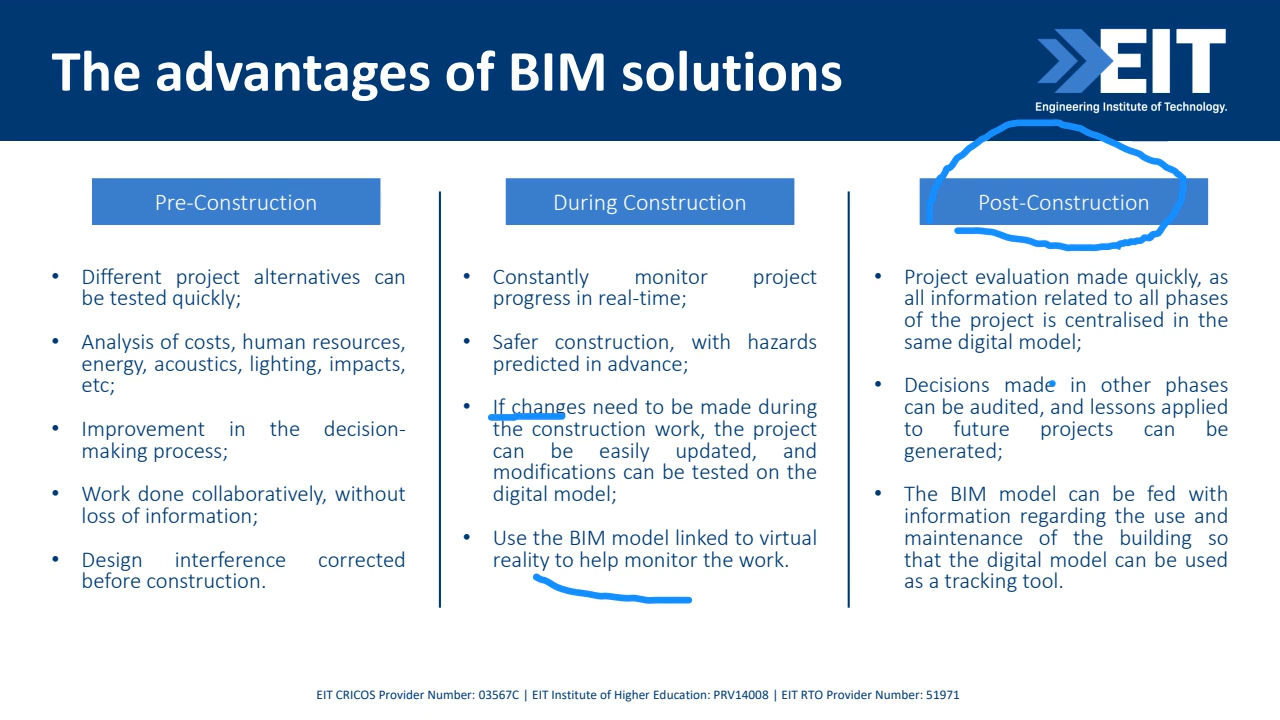 The advantages of BIM solutions
EIT
Engineering Institute of Technology.
Pre-Construction
• Different project alternatives can
be tested quickly;
• Analysis of costs, human resources,
energy, acoustics, lighting, impacts,
etc;
• Improvement in the decision-
making process;
• Work done collaboratively, without
loss of information;
• Design interference corrected
before construction.
During Construction
• Constantly monitor project
progress in real-time;
• Safer construction, with hazards
predicted in advance;
• If changes need to be made during
the construction work, the project
can be easily updated, and
modifications can be tested on the
digital model;
• Use the BIM model linked to virtual
reality to help monitor the work.
Post-Construction
• Project evaluation made quickly, as
all information related to all phases
of the project is centralised in the
same digital model;
• Decisions made in other phases
can be audited, and lessons applied
to future projects can be
generated;
• The BIM model can be fed with
information regarding the use and
maintenance of the building so
that the digital model can be used
as a tracking tool.
EIT CRICOS Provider Number: 03567C | EIT Institute of Higher Education: PRV14008 | EIT RTO Provider Number: 51971